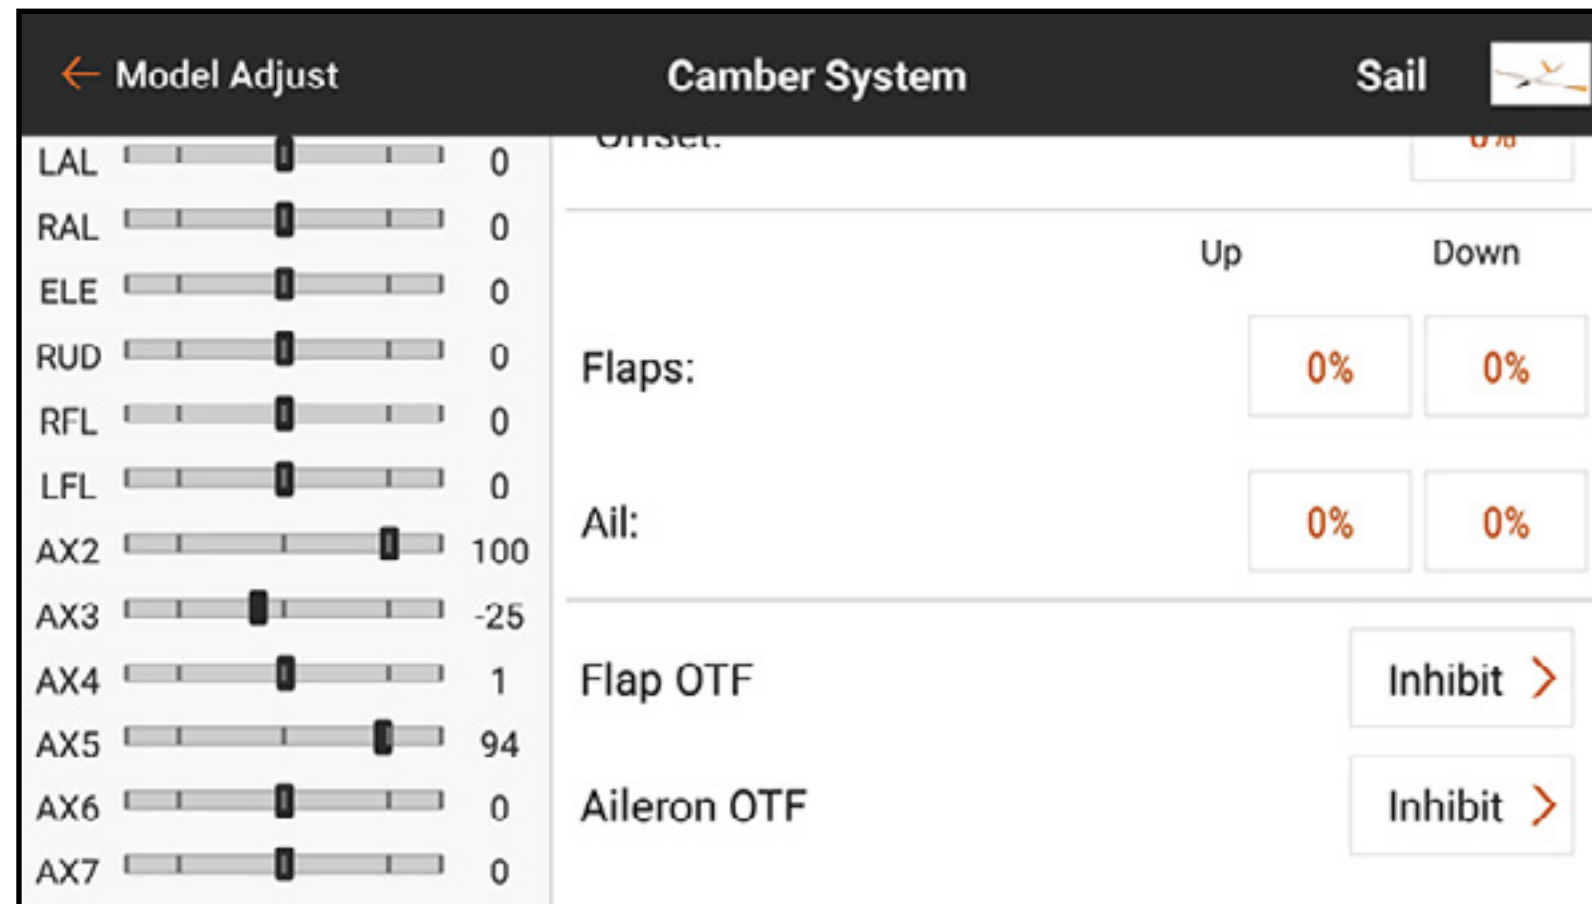 Model Adjust Camber System Sail
LAL 0
Offset: 0%
RAL 0
Up Down
ELE 0
RUD 0
Flaps: 0% 0%
RFL 0
LFL 0
Ail: 0% 0%
AX2 100
AX3 -25
AX4 1
Flap OTF Inhibit
AX5 94
AX6 0
Aileron OTF Inhibit
AX7 0